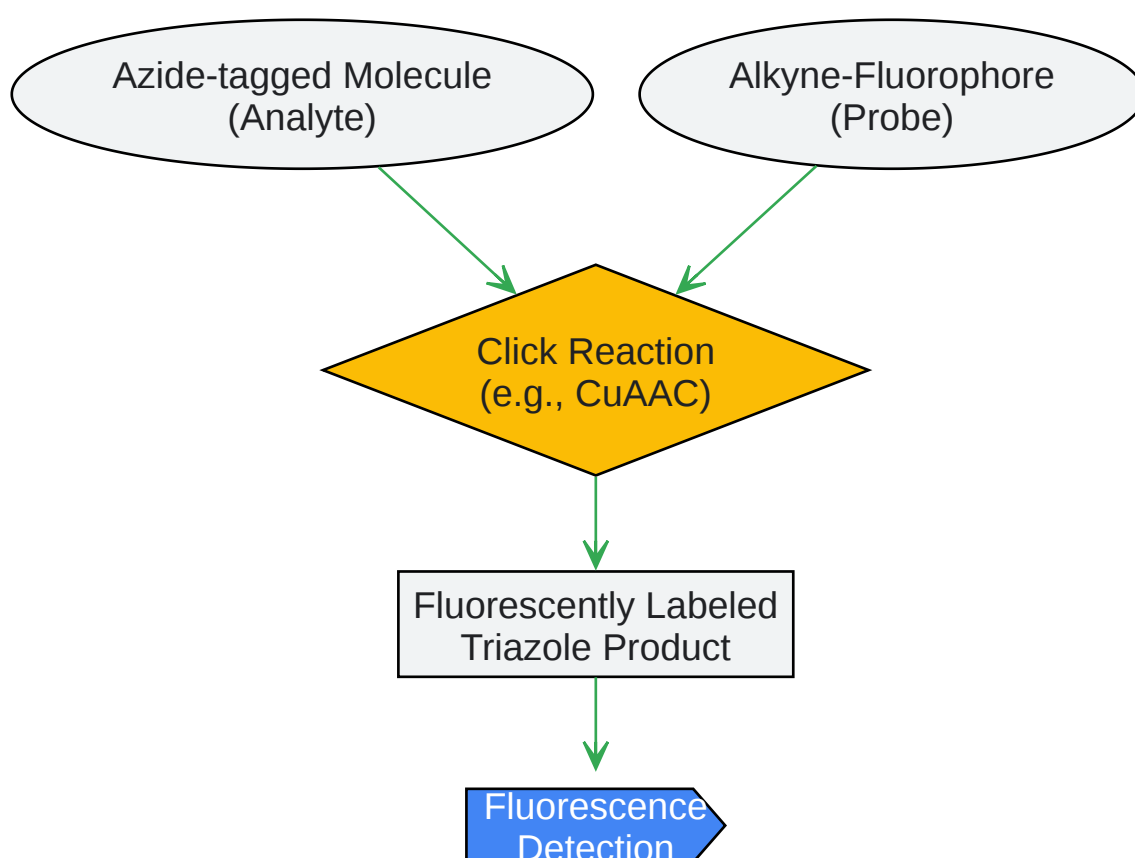 Azide-tagged Molecule
(Analyte)
Alkyne-Fluorophore
(Probe)
Click Reaction
(e.g., CuAAC)
Fluorescently Labeled
Triazole Product
Fluorescence
Detection